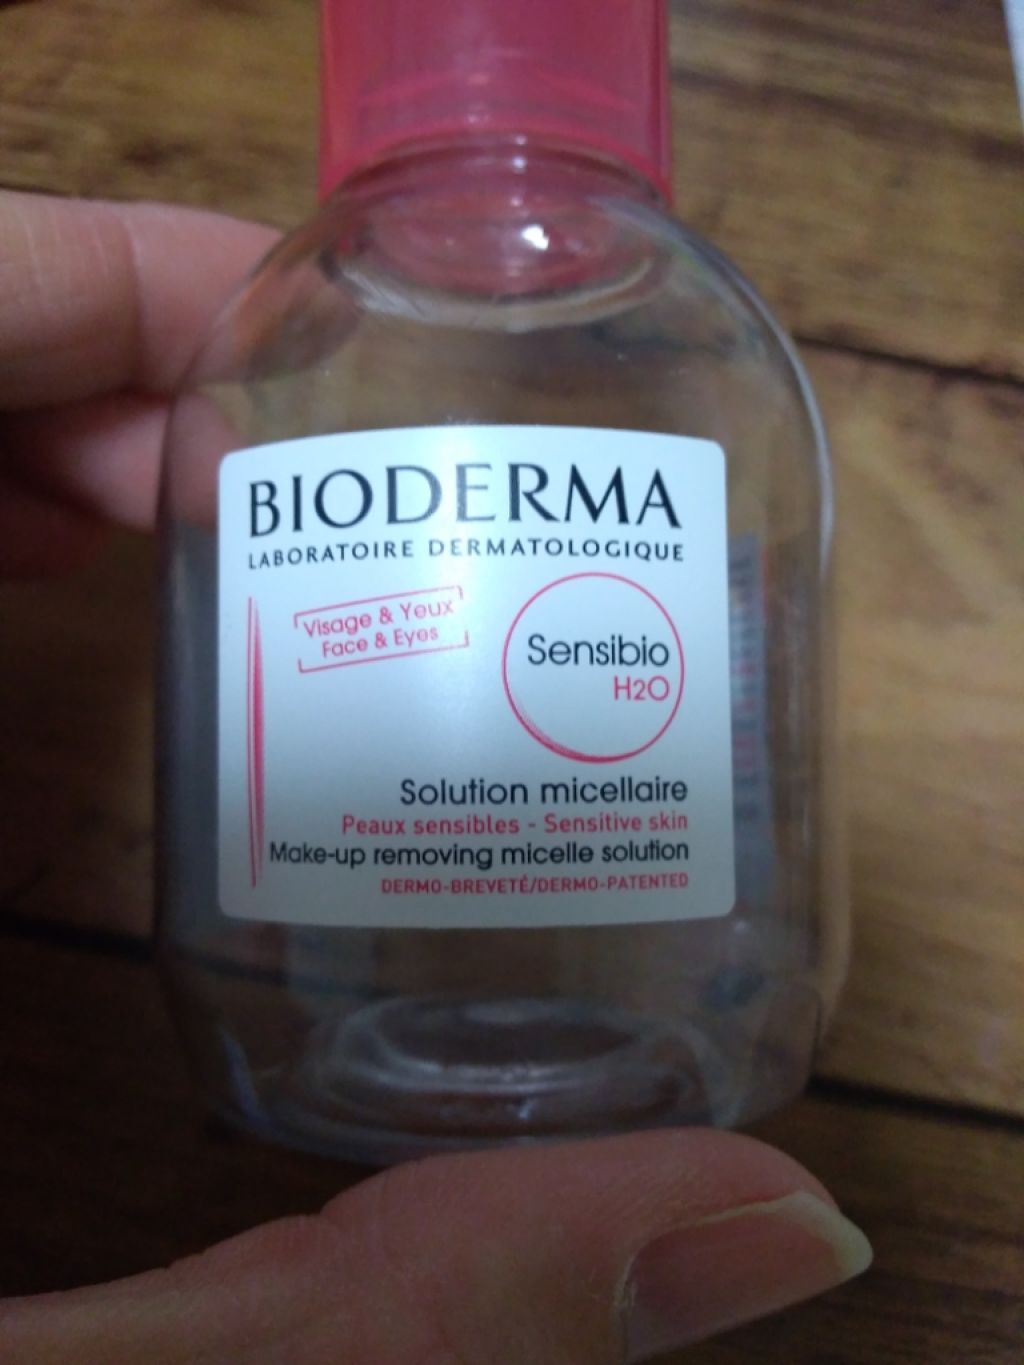 BIODERMA
LABORATOIRE DERMATOLOGIQUE
Visage & Yeux
Face & Eyes
Sensibio
H2O
Solution micellaire
Peaux sensibles - Sensitive skin
Make-up removing micelle solution
DERMO-BREVETÉ/DERMO-PATENTED